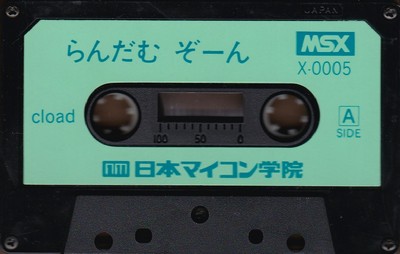 JAPAN
らんだむ ぞーん
MSX
X-0005
cload
A
SIDE
100 50 0
nm 日本マイコン学院